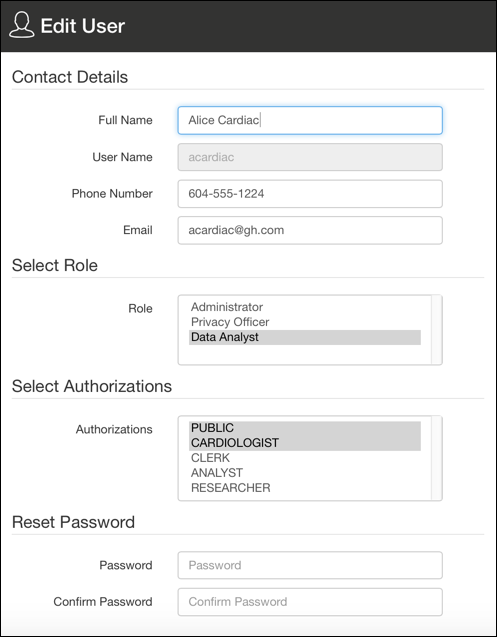 Edit User
Contact Details
Full Name Alice Cardiac
User Name acardiac
Phone Number 604-555-1224
Email acardiac@gh.com
Select Role
Role Administrator
Privacy Officer
Data Analyst
Select Authorizations
Authorizations PUBLIC
CARDIOLOGIST
CLERK
ANALYST
RESEARCHER
Reset Password
Password Password
Confirm Password Confirm Password